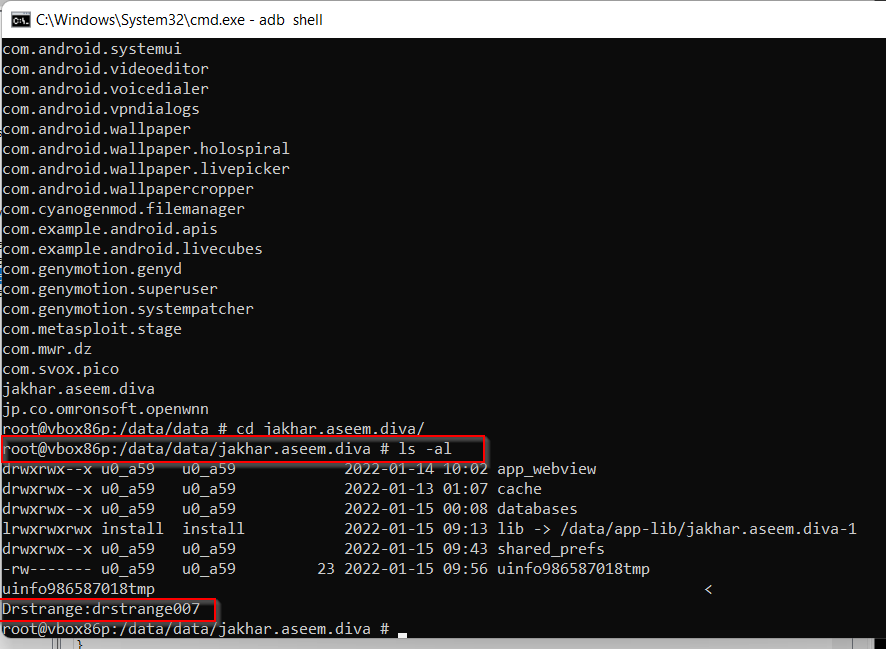 C:\Windows\System32\cmd.exe - adb  shell
com.android.systemui
com.android.videoeditor
com.android.voicedialer
com.android.vpndialogs
com.android.wallpaper
com.android.wallpaper.holospiral
com.android.wallpaper.livepicker
com.android.wallpapercropper
com.cyanogenmod.filemanager
com.example.android.apis
com.example.android.livecubes
com.genymotion.genyd
com.genymotion.superuser
com.genymotion.systempatcher
com.metasploit.stage
com.mwr.dz
com.svox.pico
jakhar.aseem.diva
jp.co.omronsoft.openwnn
root@vbox86p:/data/data # cd jakhar.aseem.diva/
root@vbox86p:/data/data/jakhar.aseem.diva # ls -al
drwxrwx--x u0_a59   u0_a59            2022-01-14 10:02 app_webview
drwxrwx--x u0_a59   u0_a59            2022-01-13 01:07 cache
drwxrwx--x u0_a59   u0_a59            2022-01-15 00:08 databases
lrwxrwxrwx install  install           2022-01-15 09:13 lib -> /data/app-lib/jakhar.aseem.diva-1
drwxrwx--x u0_a59   u0_a59            2022-01-15 09:43 shared_prefs
-rw------- u0_a59   u0_a59         23 2022-01-15 09:56 uinfo986587018tmp
uinfo986587018tmp                                                             <
Drstrange:drstrange007
root@vbox86p:/data/data/jakhar.aseem.diva #
}